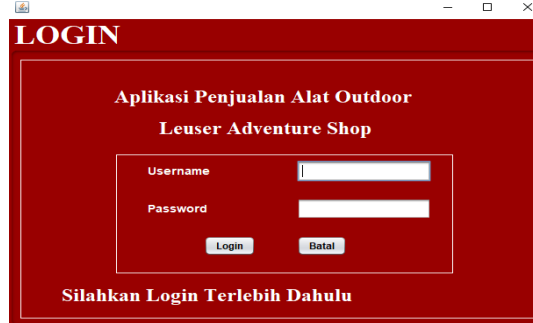 LOGIN
Aplikasi Penjualan Alat Outdoor
Leuser Adventure Shop
Username
Password
Login Batal
Silahkan Login Terlebih Dahulu